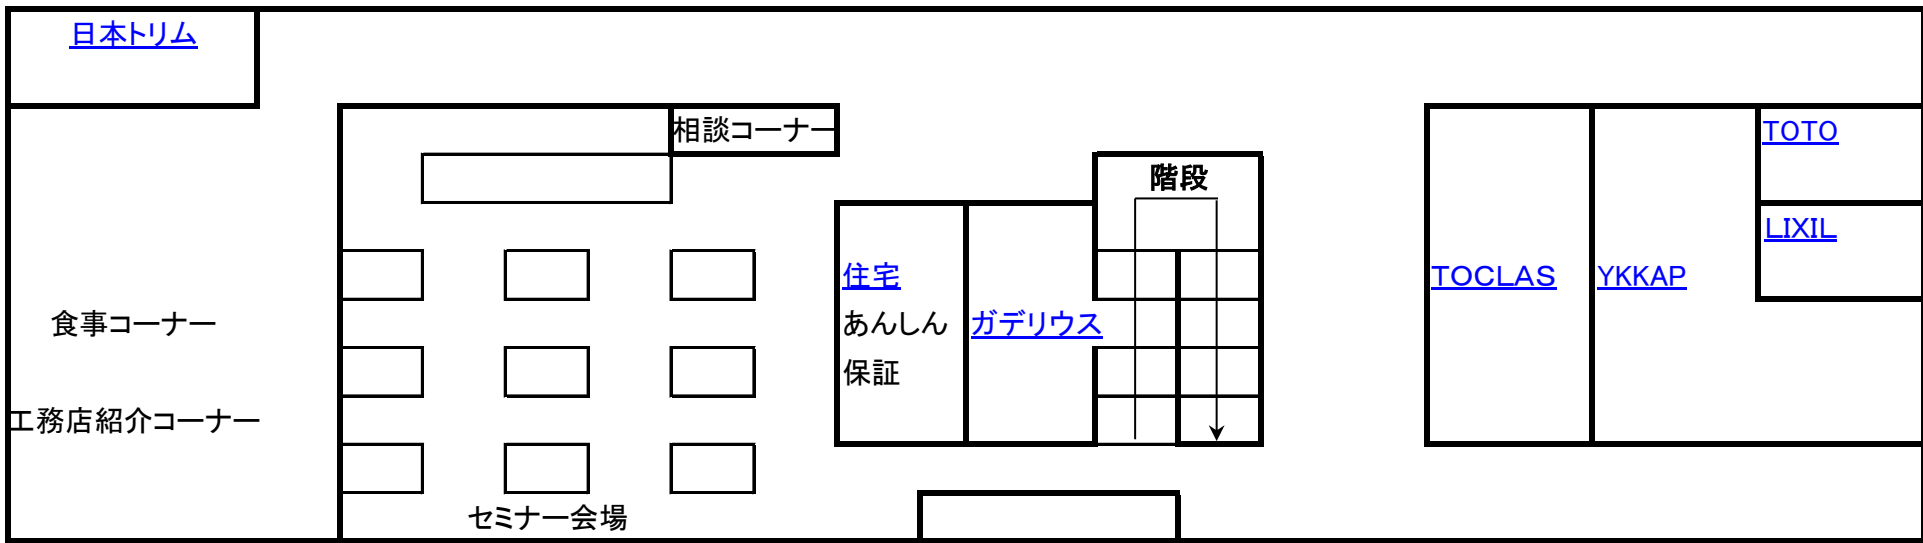 日本トリム
相談コーナー
階段
TOTO
LIXIL
住宅
あんしん
保証
ガデリウス
TOCLAS
YKKAP
食事コーナー
工務店紹介コーナー
セミナー会場